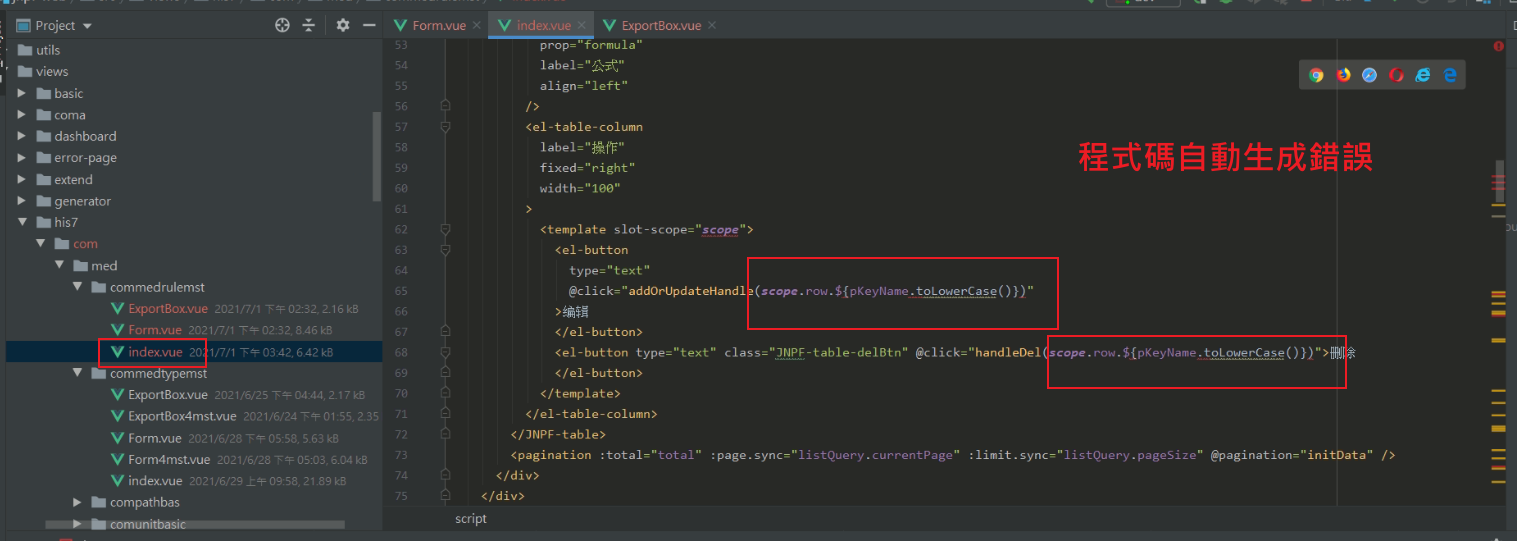 Project
Form.vue
index.vue
ExportBox.vue
utils
views
basic
coma
dashboard
error-page
extend
generator
his7
com
med
commedrulemst
ExportBox.vue 2021/7/1 下午 02:32, 2.16 kB
Form.vue 2021/7/1 下午 02:32, 8.46 kB
index.vue 2021/7/1 下午 03:42, 6.42 kB
commedtypemst
ExportBox.vue 2021/6/25 下午 04:44, 2.17 kB
ExportBox4mst.vue 2021/6/24 下午 01:55, 2.35
Form.vue 2021/6/28 下午 05:58, 5.63 kB
Form4mst.vue 2021/6/28 下午 05:03, 6.04 kB
index.vue 2021/6/29 上午 09:58, 21.89 kB
compathbas
comunitbasic
53 prop="formula"
54 label="公式"
55 align="left"
56 />
57 <el-table-column
58 label="操作"
59 fixed="right"
60 width="100"
61 >
62 <template slot-scope="scope">
63 <el-button
64 type="text"
65 @click="addOrUpdateHandle(scope.row.${pKeyName.toLowerCase()})"
66 >编辑
67 </el-button>
68 <el-button type="text" class="JNPF-table-delBtn" @click="handleDel(scope.row.${pKeyName.toLowerCase()})">删除
69 </el-button>
70 </template>
71 </el-table-column>
72 </JNPF-table>
73 <pagination :total="total" :page.sync="listQuery.currentPage" :limit.sync="listQuery.pageSize" @pagination="initData" />
74 </div>
75 </div>
程式碼自動生成錯誤
script